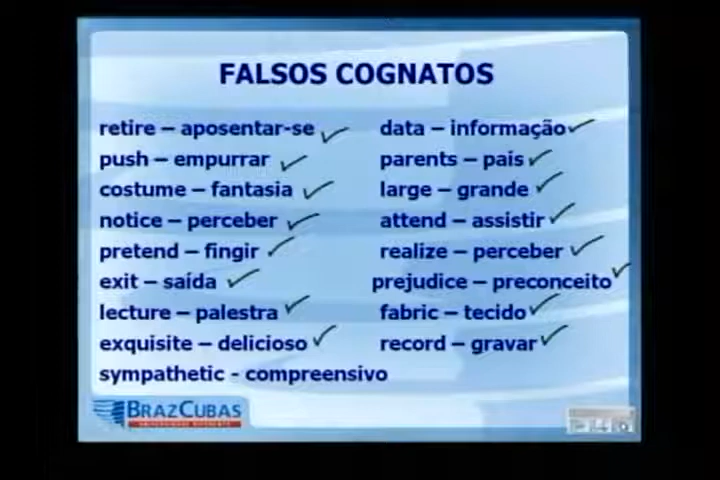 FALSOS COGNATOS
retire – aposentar-se
push – empurrar
costume – fantasia
notice – perceber
pretend – fingir
exit – saída
lecture – palestra
exquisite – delicioso
sympathetic - compreensivo
data – informação
parents – pais
large – grande
attend – assistir
realize – perceber
prejudice – preconceito
fabric – tecido
record – gravar
BRAZCUBAS